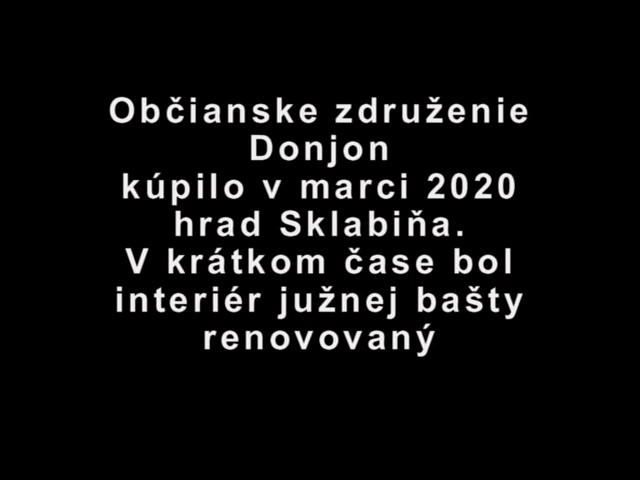 Občianske združenie
Donjon
kúpilo v marci 2020
hrad Sklabiňa.
V krátkom čase bol
interiér južnej bašty
renovovaný